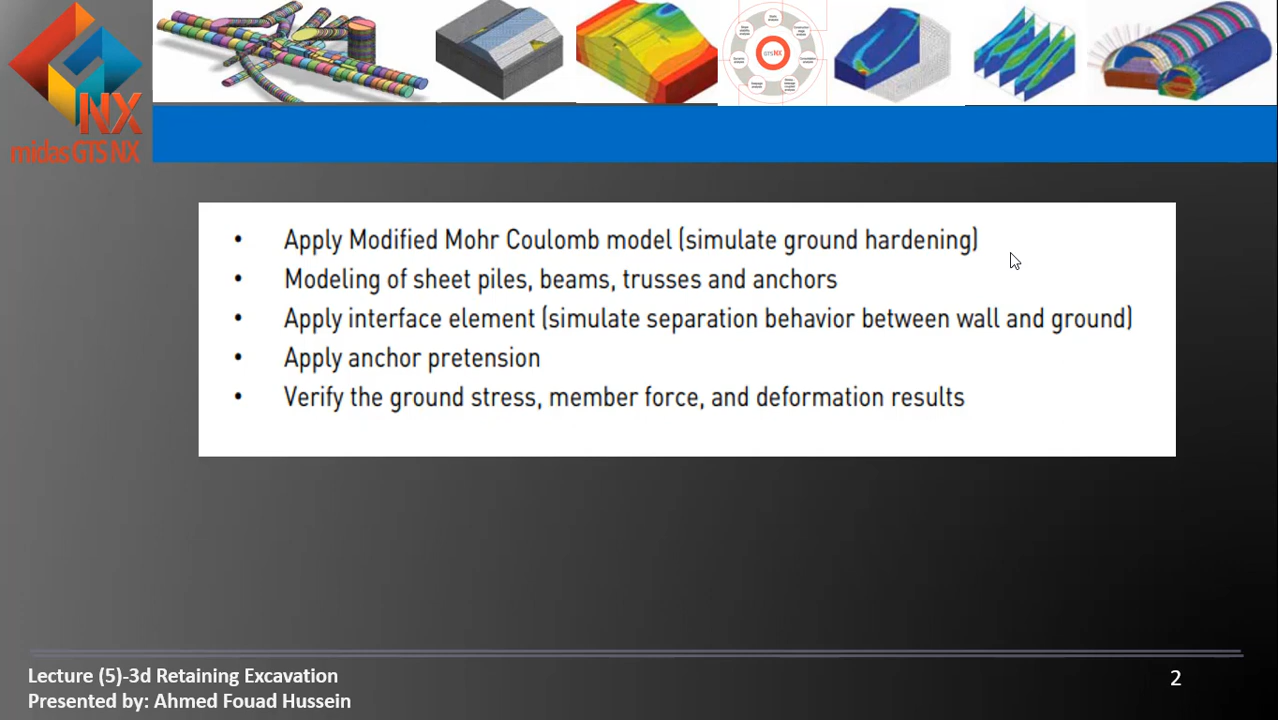 NX
midas GTS NX
GTS NX
• Apply Modified Mohr Coulomb model (simulate ground hardening)
• Modeling of sheet piles, beams, trusses and anchors
• Apply interface element (simulate separation behavior between wall and ground)
• Apply anchor pretension
• Verify the ground stress, member force, and deformation results
Lecture (5)-3d Retaining Excavation
Presented by: Ahmed Fouad Hussein
2